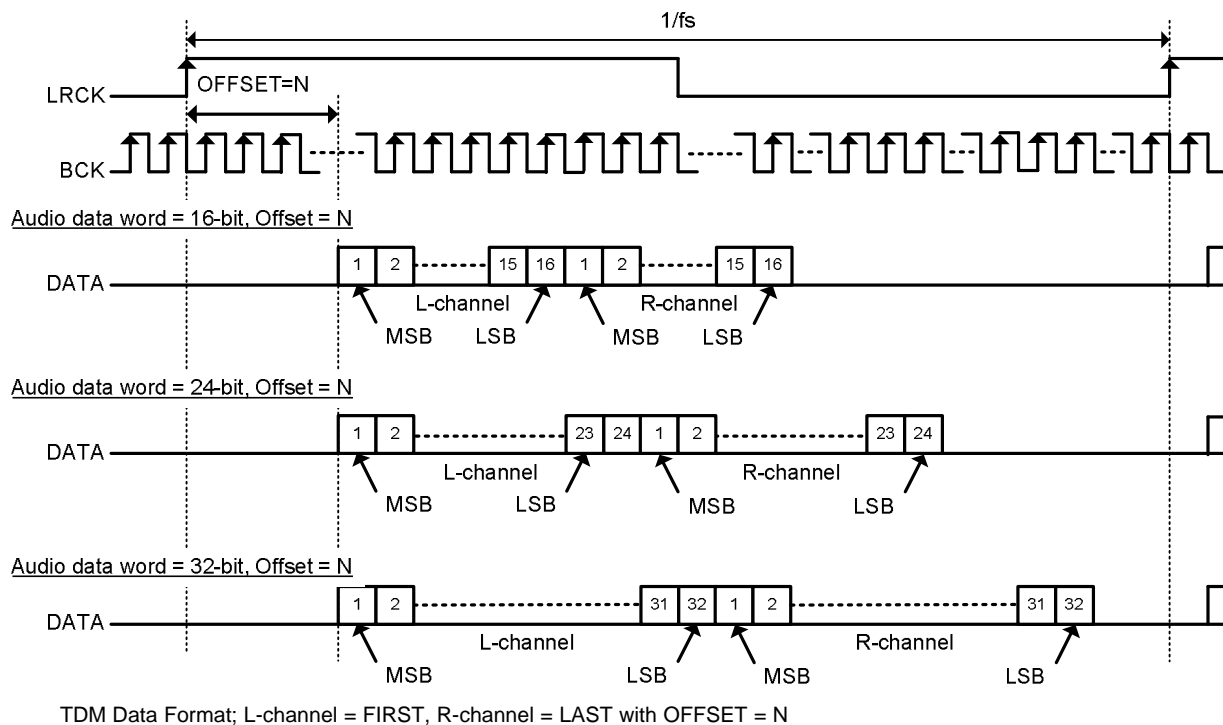 1/fs
OFFSET=N
LRCK
BCK
Audio data word = 16-bit, Offset = N
DATA
1 2 15 16 1 2 15 16
L-channel R-channel
MSB LSB MSB LSB
Audio data word = 24-bit, Offset = N
DATA
1 2 23 24 1 2 23 24
L-channel R-channel
MSB LSB MSB LSB
Audio data word = 32-bit, Offset = N
DATA
1 2 31 32 1 2 31 32
L-channel R-channel
MSB LSB MSB LSB
TDM Data Format; L-channel = FIRST, R-channel = LAST with OFFSET = N